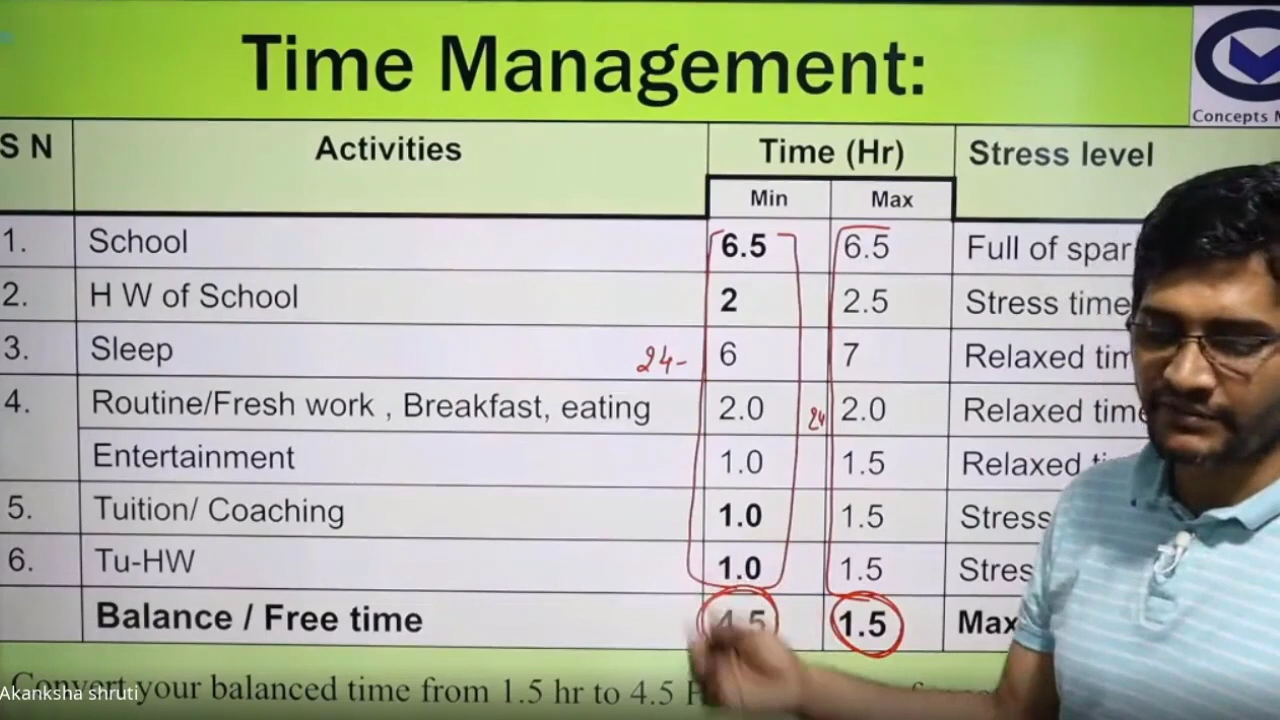 Time Management:
Concepts
S N Activities Time (Hr) Stress level
Min Max
1. School 6.5 6.5 Full of
2. H W of School 2 2.5 Stress time
3. Sleep 24- 6 7 Relaxed
4. Routine/Fresh work , Breakfast, eating 2.0 24 2.0 Relaxed time
Entertainment 1.0 1.5 Relaxed
5. Tuition/ Coaching 1.0 1.5 Stress
6. Tu-HW 1.0 1.5
Balance / Free time 4.5 1.5
Convert your balanced time from 1.5 hr to 4.5
Akanksha shruti